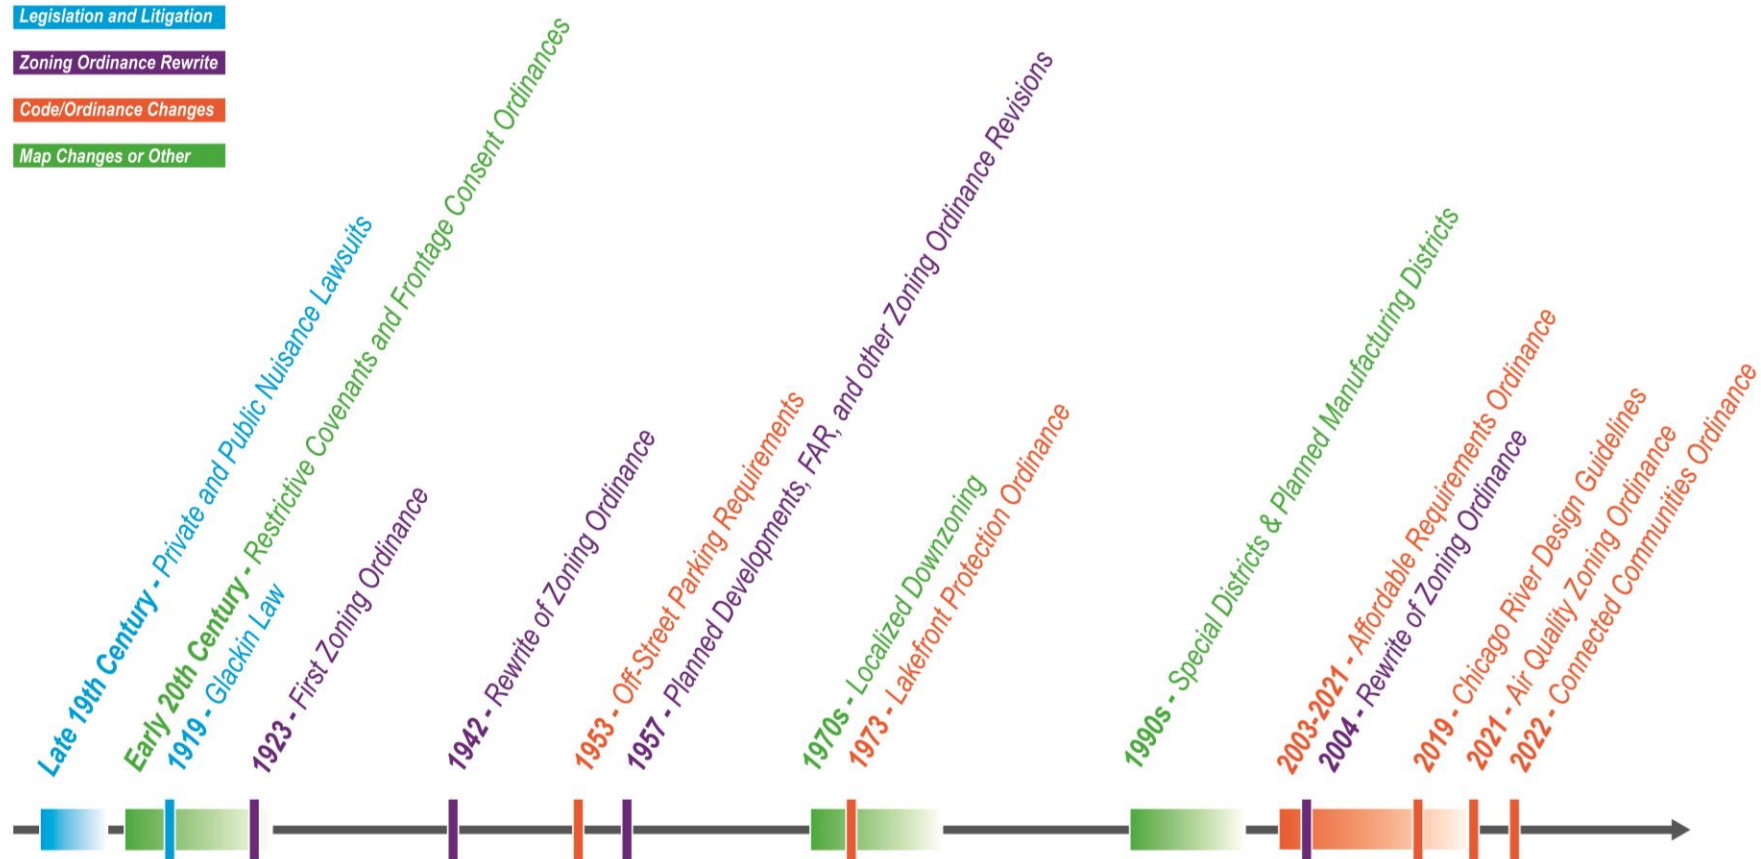 Legislation and Litigation
Zoning Ordinance Rewrite
Code/Ordinance Changes
Map Changes or Other
Late 19th Century - Private and Public Nuisance Lawsuits
Early 20th Century - Restrictive Covenants and Frontage Consent Ordinances
1919 - Glackin Law
1923 - First Zoning Ordinance
1942 - Rewrite of Zoning Ordinance
1953 - Off-Street Parking Requirements
1957 - Planned Developments, FAR, and other Zoning Ordinance Revisions
1970s - Localized Downzoning
1973 - Lakefront Protection Ordinance
1990s - Special Districts & Planned Manufacturing Districts
2003-2021 - Affordable Requirements Ordinance
2004 - Rewrite of Zoning Ordinance
2019 - Chicago River Design Guidelines
2021 - Air Quality Zoning Ordinance
2022 - Connected Communities Ordinance